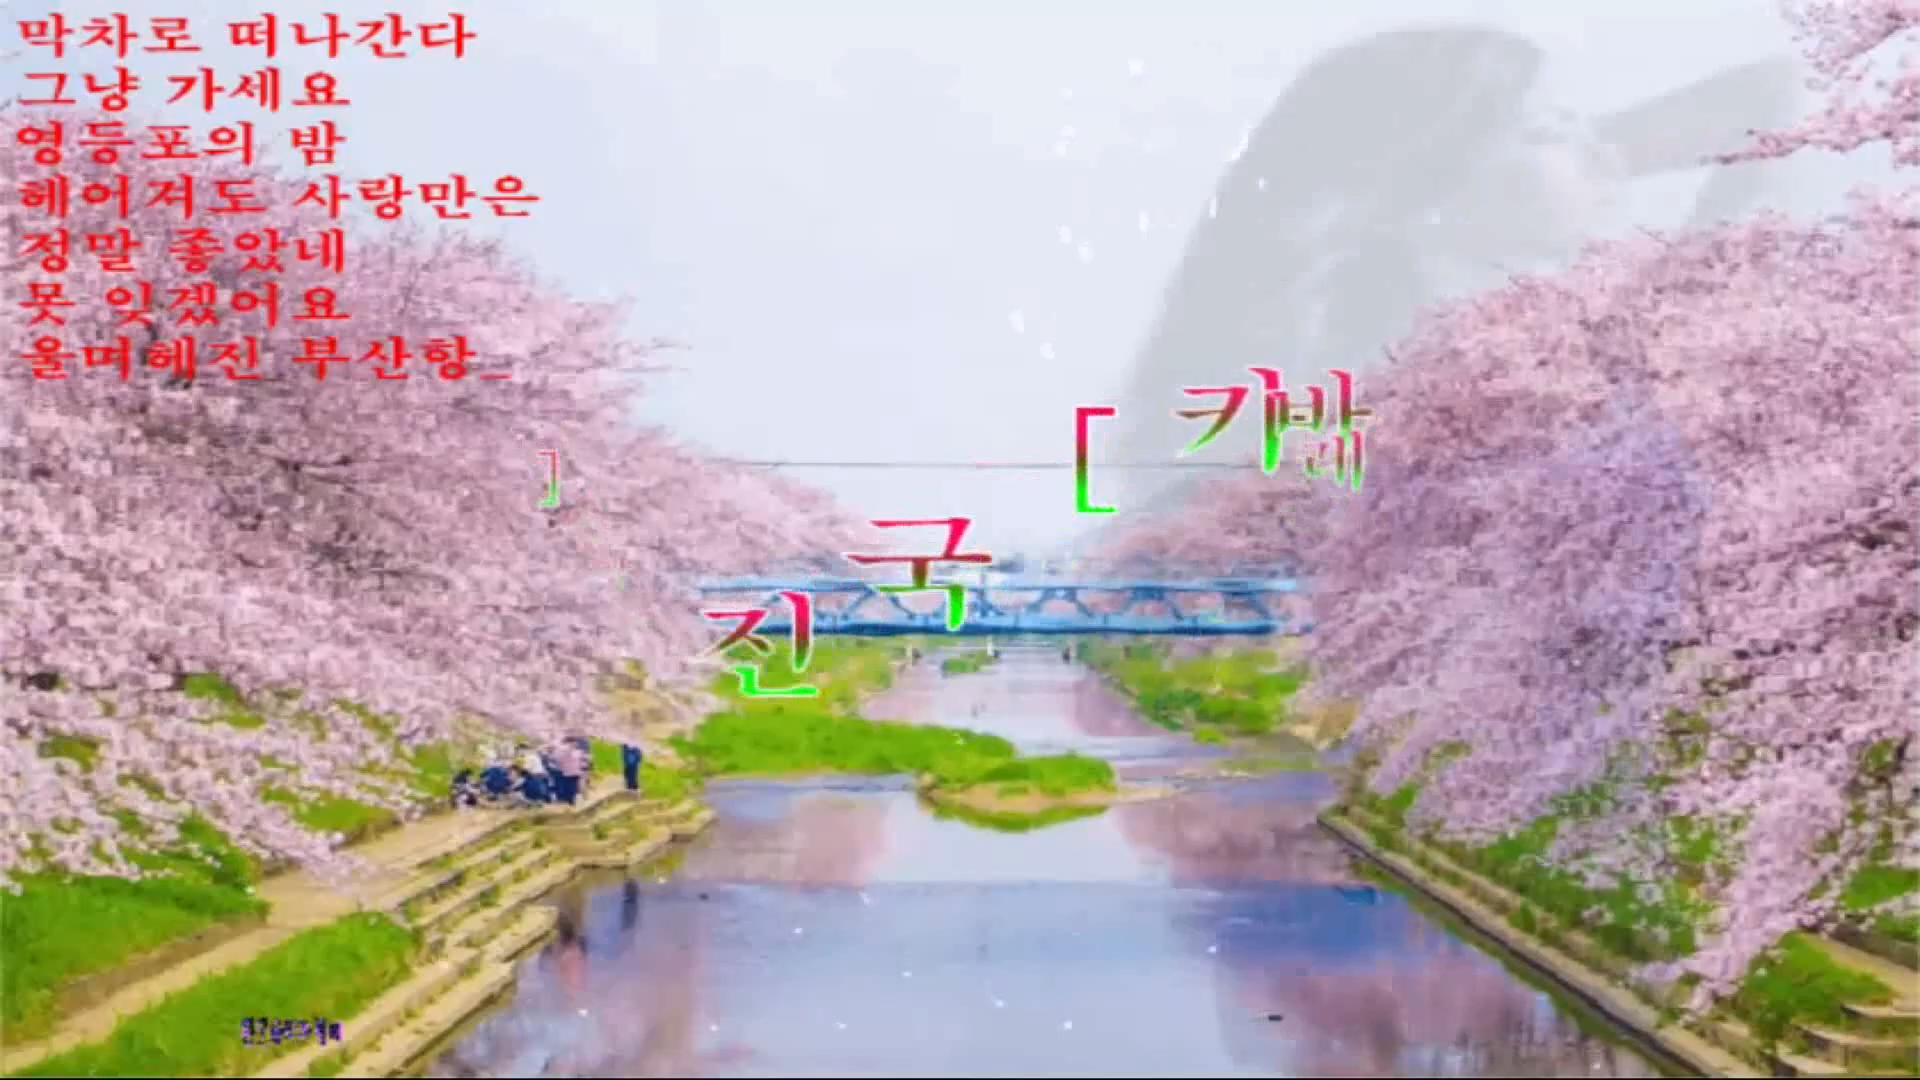 막차로 떠나간다
그냥 가세요
영등포의 밤
헤어져도 사랑만은
정말 좋았네
못 잊겠어요
울며헤진 부산항_
[ 키
]
국
진